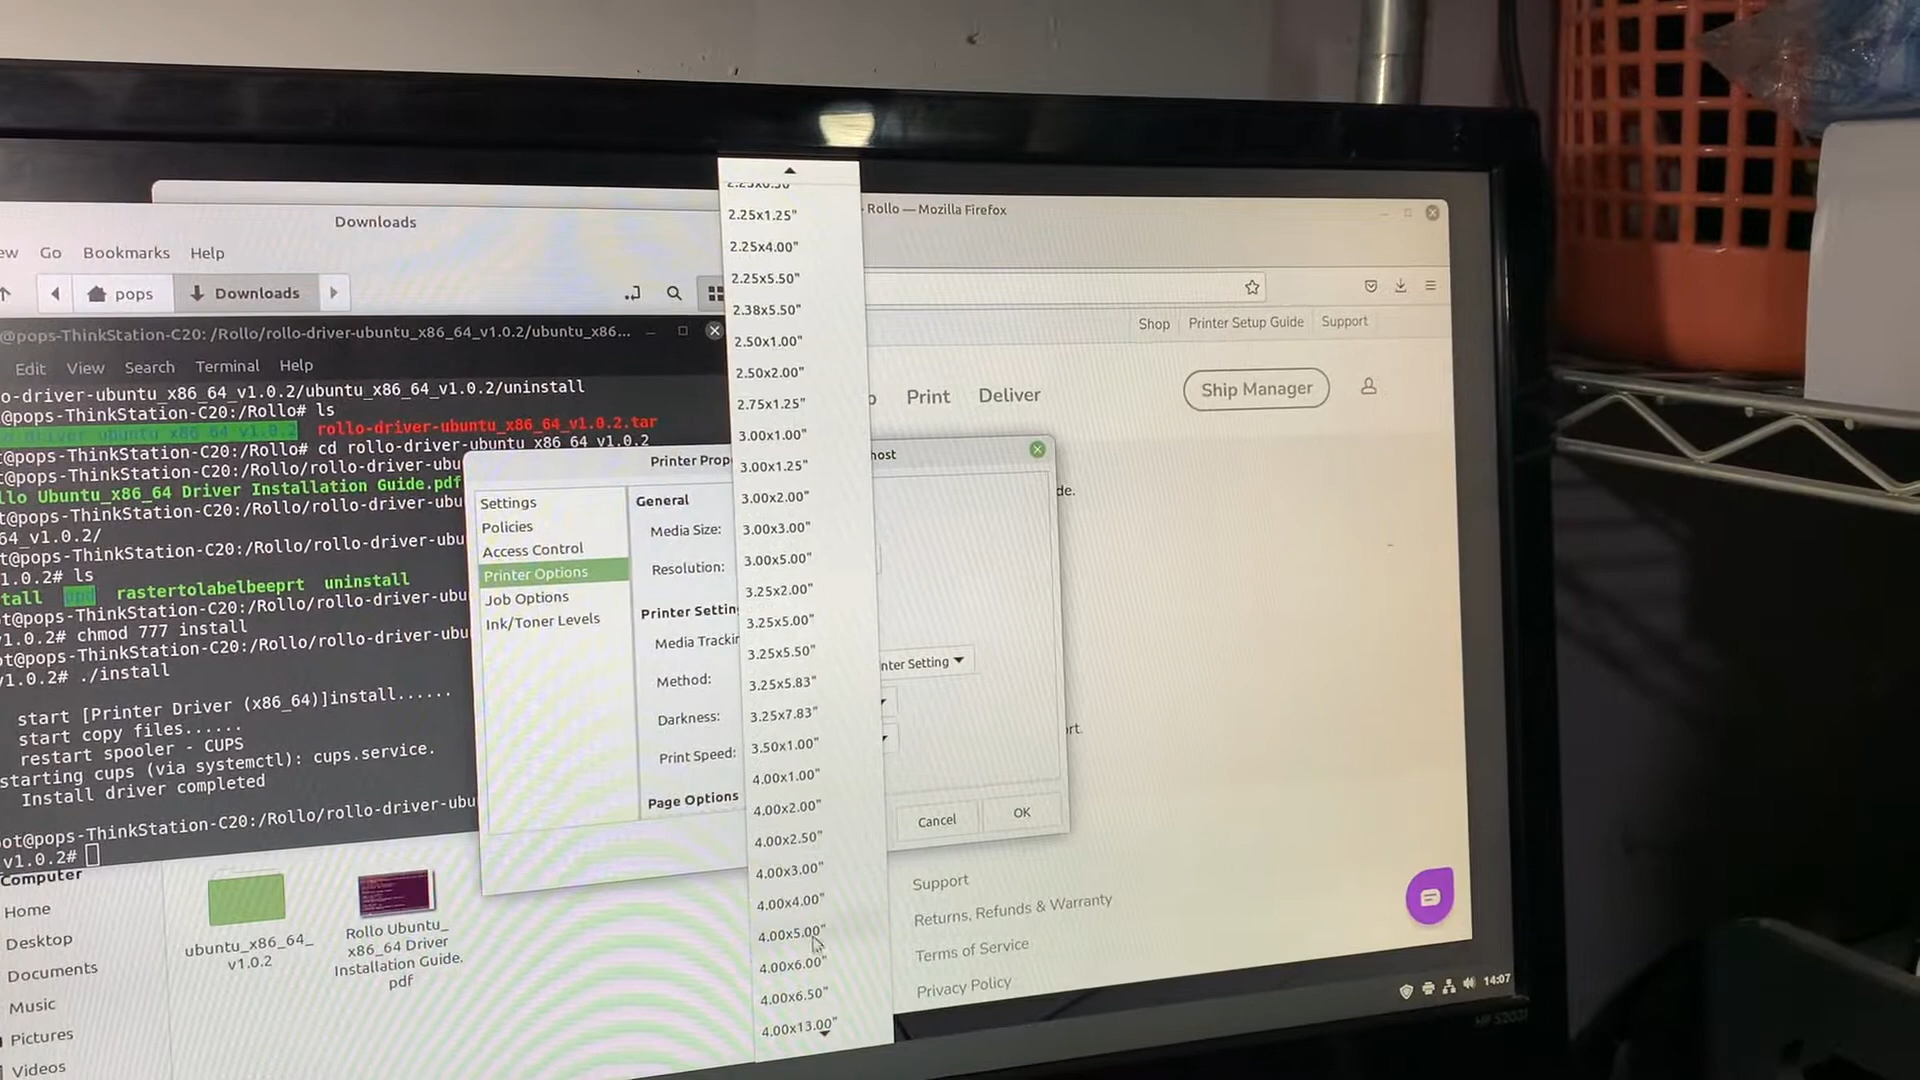 Downloads
Go Bookmarks Help
pops Downloads
@pops-ThinkStation-C20: /Rollo/rollo-driver-ubuntu_x86_64_v1.0.2/ubuntu_x86...
Edit View Search Terminal Help
o-driver-ubuntu_x86_64_v1.0.2/ubuntu_x86_64_v1.0.2/uninstall
t@pops-ThinkStation-C20:/Rollo# ls
driver ubuntu x86 64 v1.0.2 rollo-driver-ubuntu_x86_64_v1.0.2.tar
t@pops-ThinkStation-C20:/Rollo# cd rollo-driver-ubuntu_x86_64_v1.0.2
t@pops-ThinkStation-C20:/Rollo/rollo-driver-ubu
llo Ubuntu_x86_64 Driver Installation Guide.pdf
t@pops-ThinkStation-C20:/Rollo/rollo-driver-ubu
64_v1.0.2/
t@pops-ThinkStation-C20:/Rollo/rollo-driver-ubu
1.0.2# ls
tall ppd rastertolabelbeeprt uninstall
t@pops-ThinkStation-C20:/Rollo/rollo-driver-ubu
v1.0.2# chmod 777 install
ot@pops-ThinkStation-C20:/Rollo/rollo-driver-ubu
v1.0.2# ./install
start [Printer Driver (x86_64)]install......
start copy files......
restart spooler - CUPS
starting cups (via systemctl): cups.service.
Install driver completed
ot@pops-ThinkStation-C20:/Rollo/rollo-driver-ubu
v1.0.2#
Computer
Home
Desktop
Documents
Music
Pictures
Videos
ubuntu_x86_64_
v1.0.2
Rollo Ubuntu_
x86_64 Driver
Installation Guide.
pdf
Printer Prop
host
Settings
Policies
Access Control
Printer Options
Job Options
Ink/Toner Levels
General
Media Size:
Resolution:
Printer Settin
Media Trackin
Method:
Darkness:
Print Speed:
Page Options
nter Setting
Cancel OK
2.25x1.25"
2.25x4.00"
2.25x5.50"
2.38x5.50"
2.50x1.00"
2.50x2.00"
2.75x1.25"
3.00x1.00"
3.00x1.25"
3.00x2.00"
3.00x3.00"
3.00x5.00"
3.25x2.00"
3.25x5.00"
3.25x5.50"
3.25x5.83"
3.25x7.83"
3.50x1.00"
4.00x1.00"
4.00x2.00"
4.00x2.50"
4.00x3.00"
4.00x4.00"
4.00x5.00"
4.00x6.00"
4.00x6.50"
4.00x13.00"
Rollo — Mozilla Firefox
Shop Printer Setup Guide Support
Print Deliver Ship Manager
de.
rt.
Support
Returns, Refunds & Warranty
Terms of Service
Privacy Policy
14:07